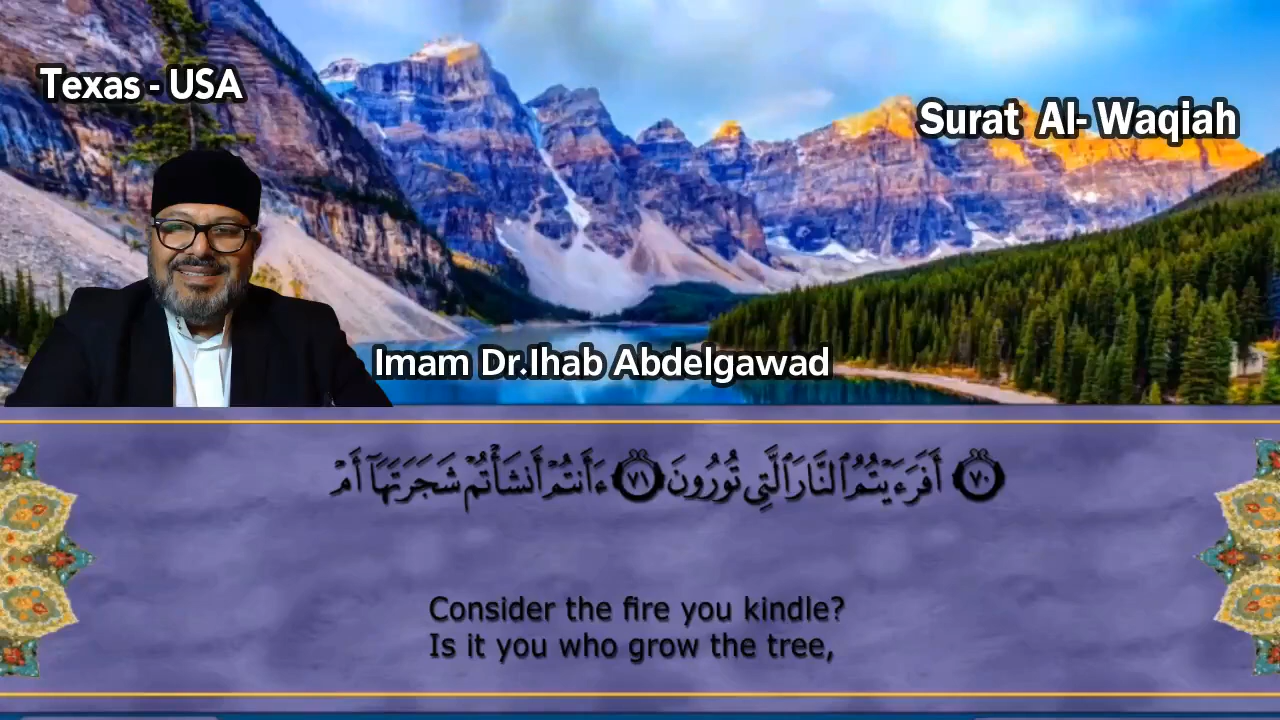 Texas - USA
Surat Al- Waqiah
Imam Dr.Ihab Abdelgawad
٧٠ أَفَرَءَيْتُمُ ٱلنَّارَ ٱلَّتِى تُورُونَ ٧١ ءَأَنتُمْ أَنشَأْتُمْ شَجَرَتَهَآ أَمْ
Consider the fire you kindle?
Is it you who grow the tree,